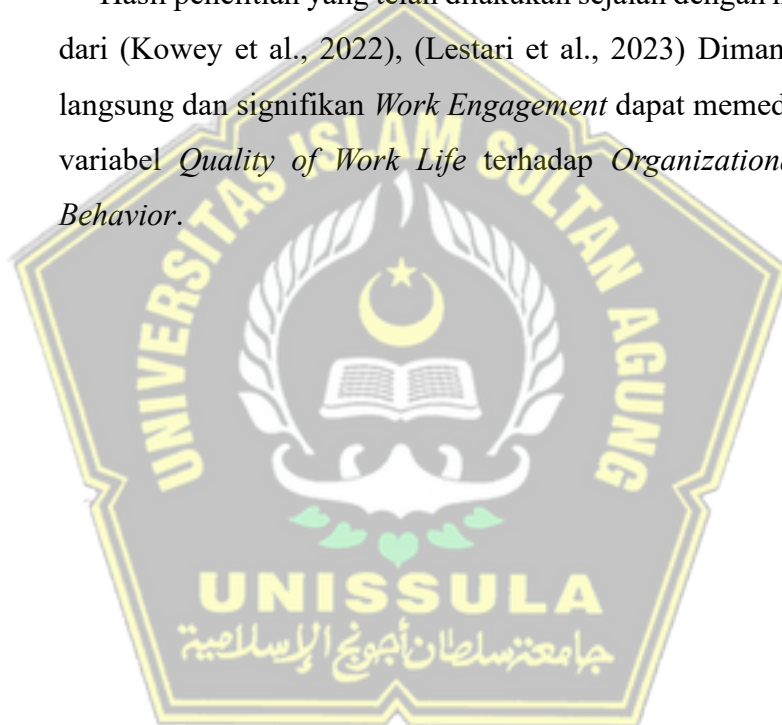 Hasil penelitian yang telah dilakukan sejalan dengan
dari (Kowey et al., 2022), (Lestari et al., 2023) Diman
langsung dan signifikan Work Engagement dapat memed
variabel Quality of Work Life terhadap Organizationa
Behavior.
UNIVERSITAS ISLAM SULTAN AGUNG
UNISSULA
جامعة سلطان أجونج الإسلامية